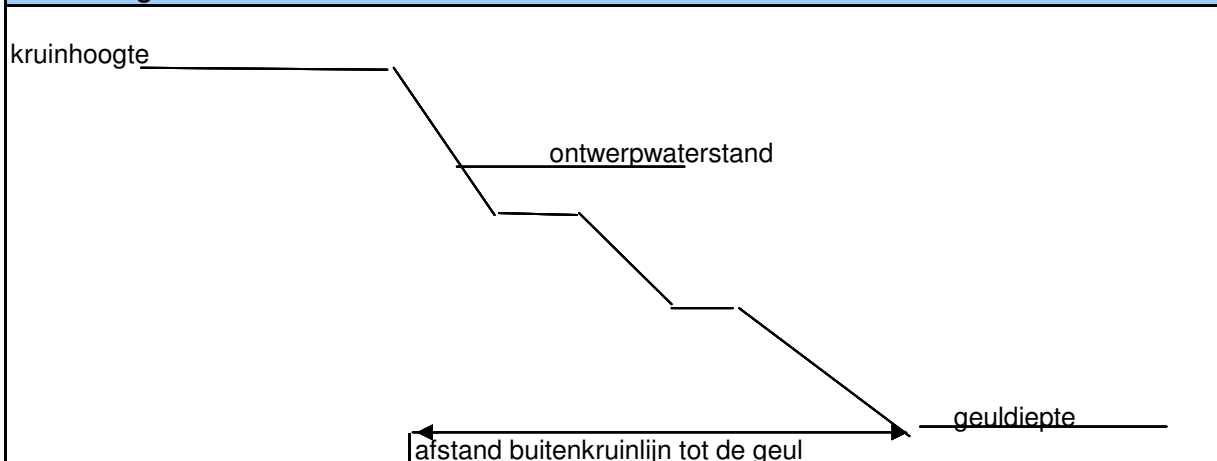 kruinhoogte
ontwerpwaterstand
geuldiepte
afstand buitenkruinlijn tot de geul